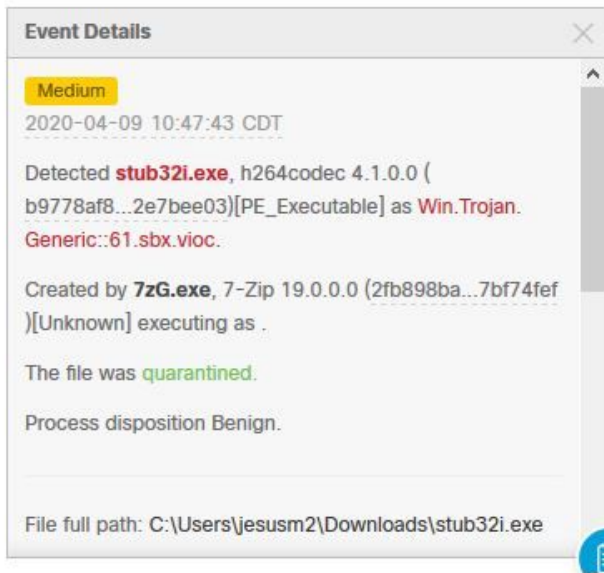 Event Details
Medium
2020-04-09 10:47:43 CDT
Detected stub32i.exe, h264codec 4.1.0.0 (
b9778af8...2e7bee03)[PE_Executable] as Win.Trojan.
Generic::61.sbx.vioc.
Created by 7zG.exe, 7-Zip 19.0.0.0 (2fb898ba...7bf74fef
)[Unknown] executing as .
The file was quarantined.
Process disposition Benign.
File full path: C:\Users\jesusm2\Downloads\stub32i.exe